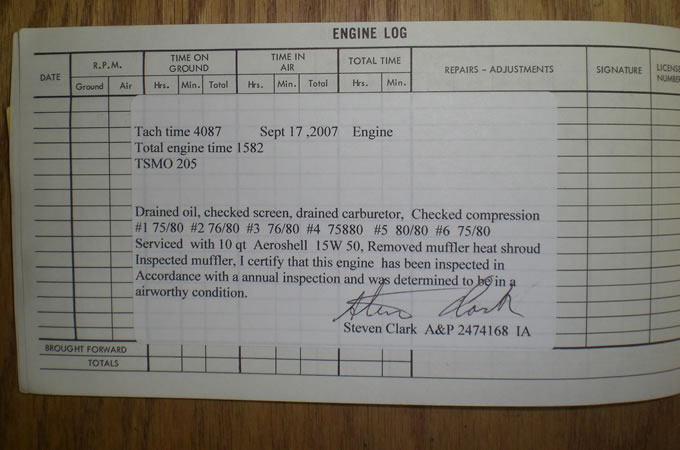 ENGINE LOG
DATE R.P.M. TIME ON GROUND TIME IN AIR TOTAL TIME REPAIRS - ADJUSTMENTS SIGNATURE LICENSE NUMBER
Ground Air Hrs. Min. Total Hrs. Min. Total Hrs. Min.
Tach time 4087 Sept 17 ,2007 Engine
Total engine time 1582
TSMO 205
Drained oil, checked screen, drained carburetor, Checked compression
#1 75/80 #2 76/80 #3 76/80 #4 75880 #5 80/80 #6 75/80
Serviced with 10 qt Aeroshell 15W 50, Removed muffler heat shroud
Inspected muffler, I certify that this engine has been inspected in
Accordance with a annual inspection and was determined to be in a
airworthy condition.
Steven Clark
Steven Clark A&P 2474168 IA
BROUGHT FORWARD
TOTALS